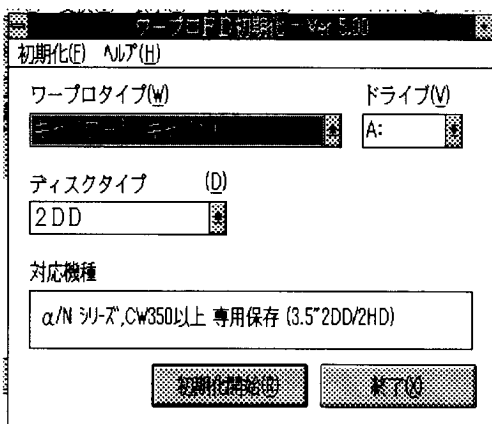 ワープロFD初期化 - Ver 5.00
初期化(F) ヘルプ(H)
ワープロタイプ(W) ドライブ(V)
A:
ディスクタイプ (D)
2DD
対応機種
α/N シリーズ,CW350以上 専用保存 (3.5"2DD/2HD)
初期化開始(B) 終了(X)